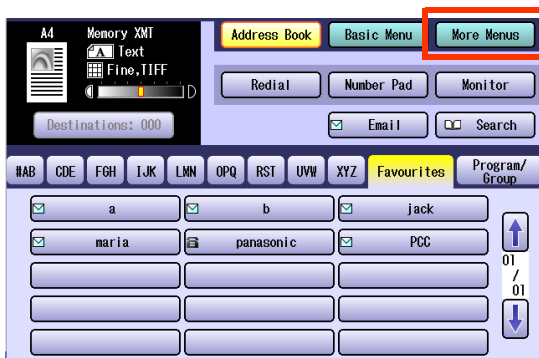 A4 Memory XMT
A Text
Fine,TIFF
D
Destinations: 000
Address Book Basic Menu More Menus
Redial Number Pad Monitor
Email Search
#AB CDE FGH IJK LMN OPQ RST UVW XYZ Favourites Program/
Group
a b jack
maria panasonic PCC
01
/
01